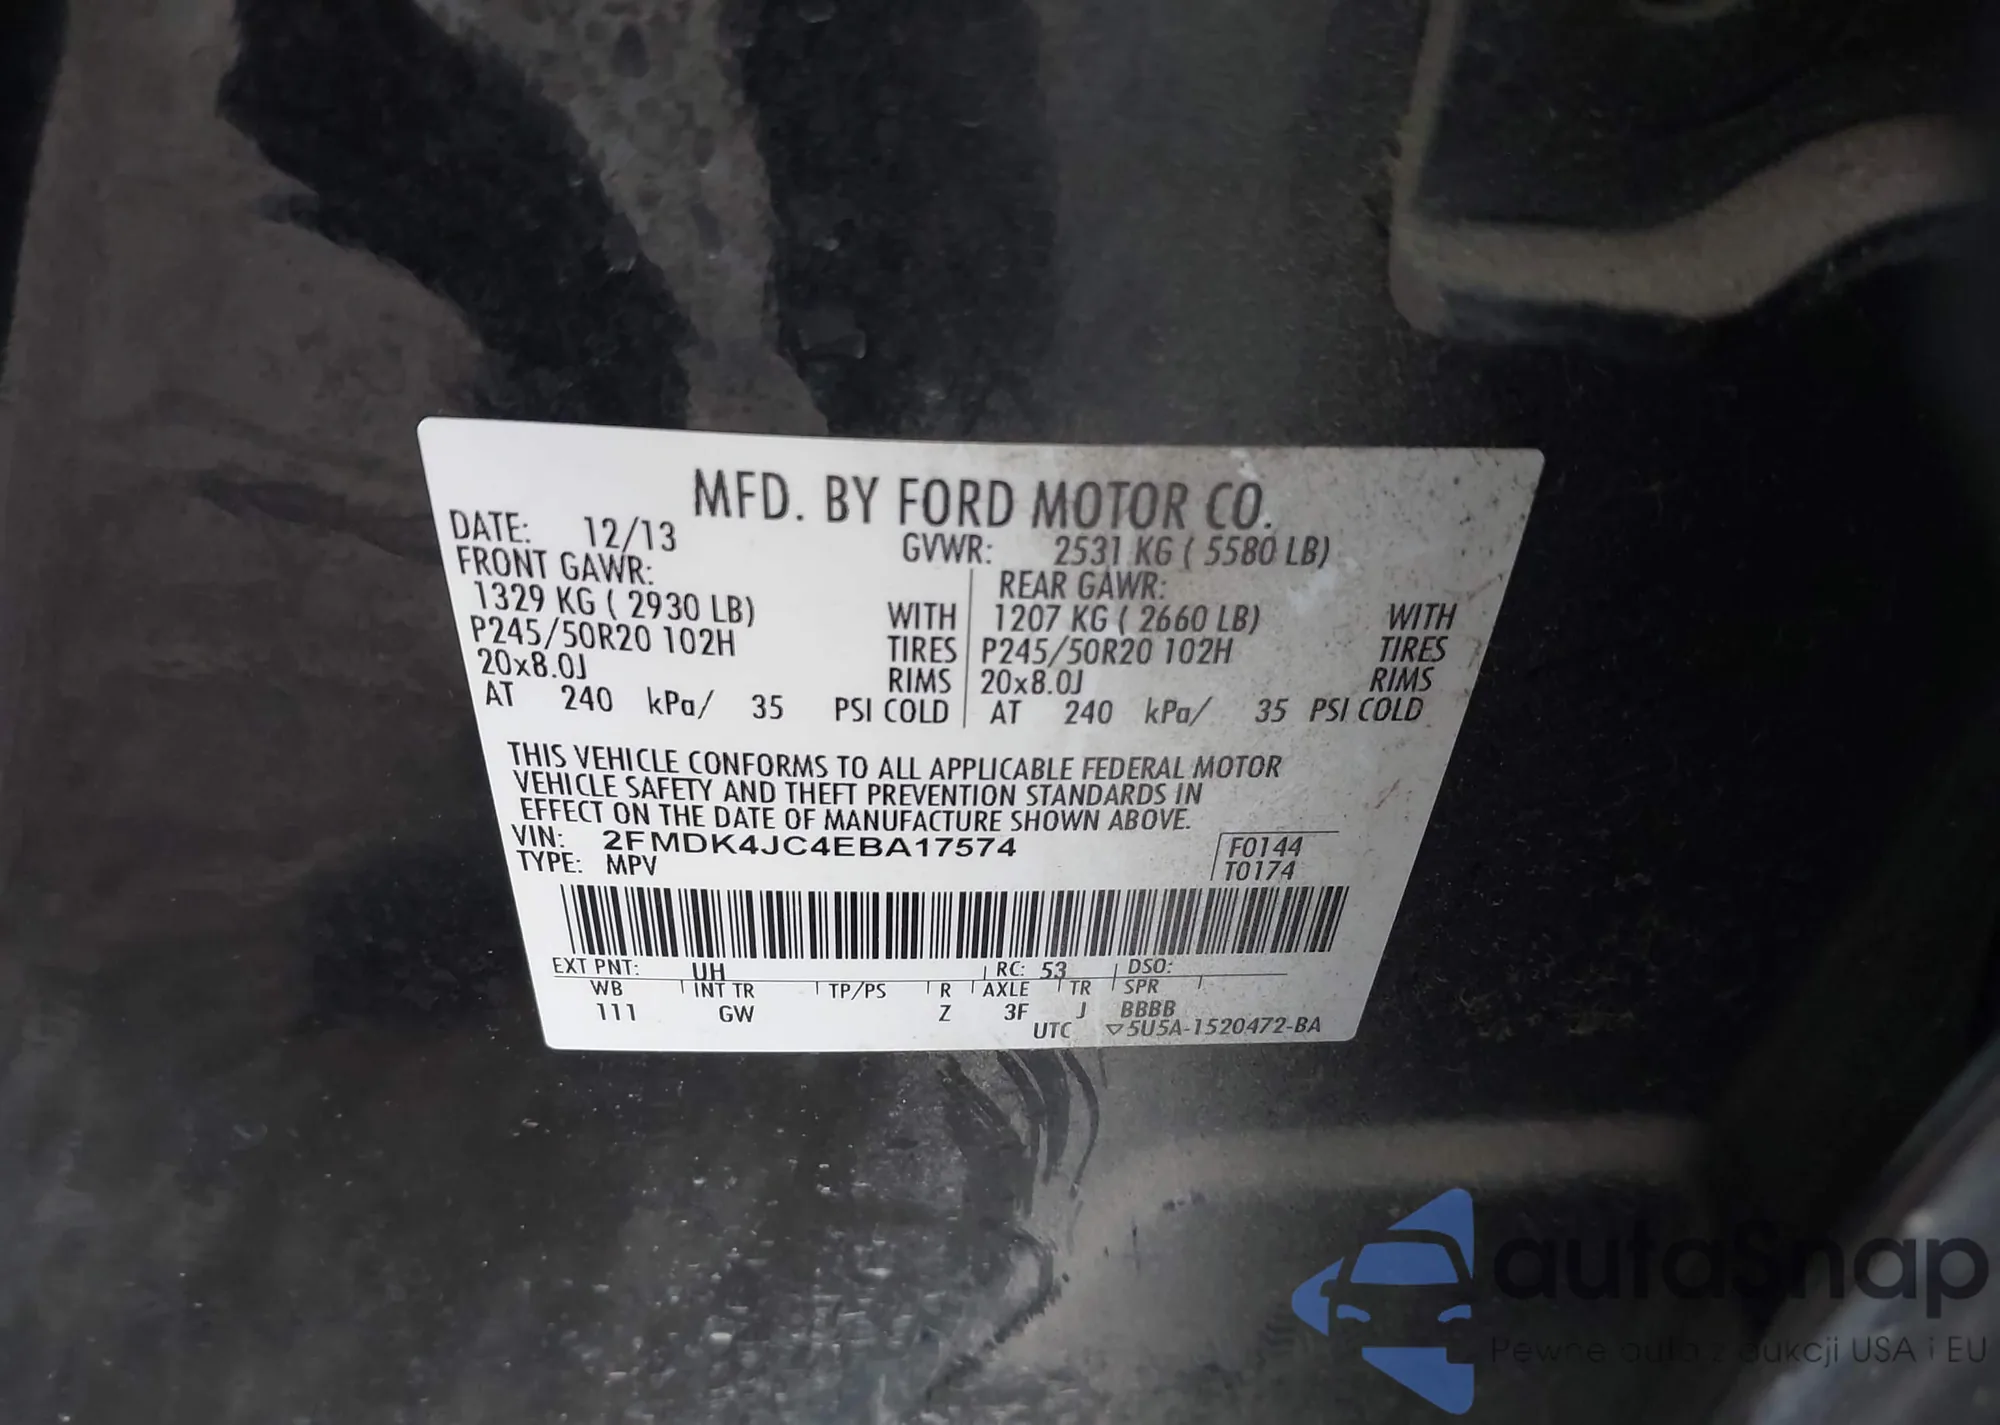 MFD. BY FORD MOTOR CO.
DATE: 12/13 GVWR: 2531 KG ( 5580 LB)
FRONT GAWR: REAR GAWR:
1329 KG ( 2930 LB) WITH 1207 KG ( 2660 LB) WITH
P245/50R20 102H TIRES P245/50R20 102H TIRES
20x8.0J RIMS 20x8.0J RIMS
AT 240 kPa/ 35 PSI COLD AT 240 kPa/ 35 PSI COLD
THIS VEHICLE CONFORMS TO ALL APPLICABLE FEDERAL MOTOR
VEHICLE SAFETY AND THEFT PREVENTION STANDARDS IN
EFFECT ON THE DATE OF MANUFACTURE SHOWN ABOVE.
VIN: 2FMDK4JC4EBA17574 F0144
TYPE: MPV T0174
EXT PNT: UH RC: 53 DSO:
WB INT TR TP/PS R AXLE TR SPR
111 GW Z 3F J BBBB
UTC ▽5U5A-1520472-BA
autoSnap
Pewne auto z aukcji USA i EU